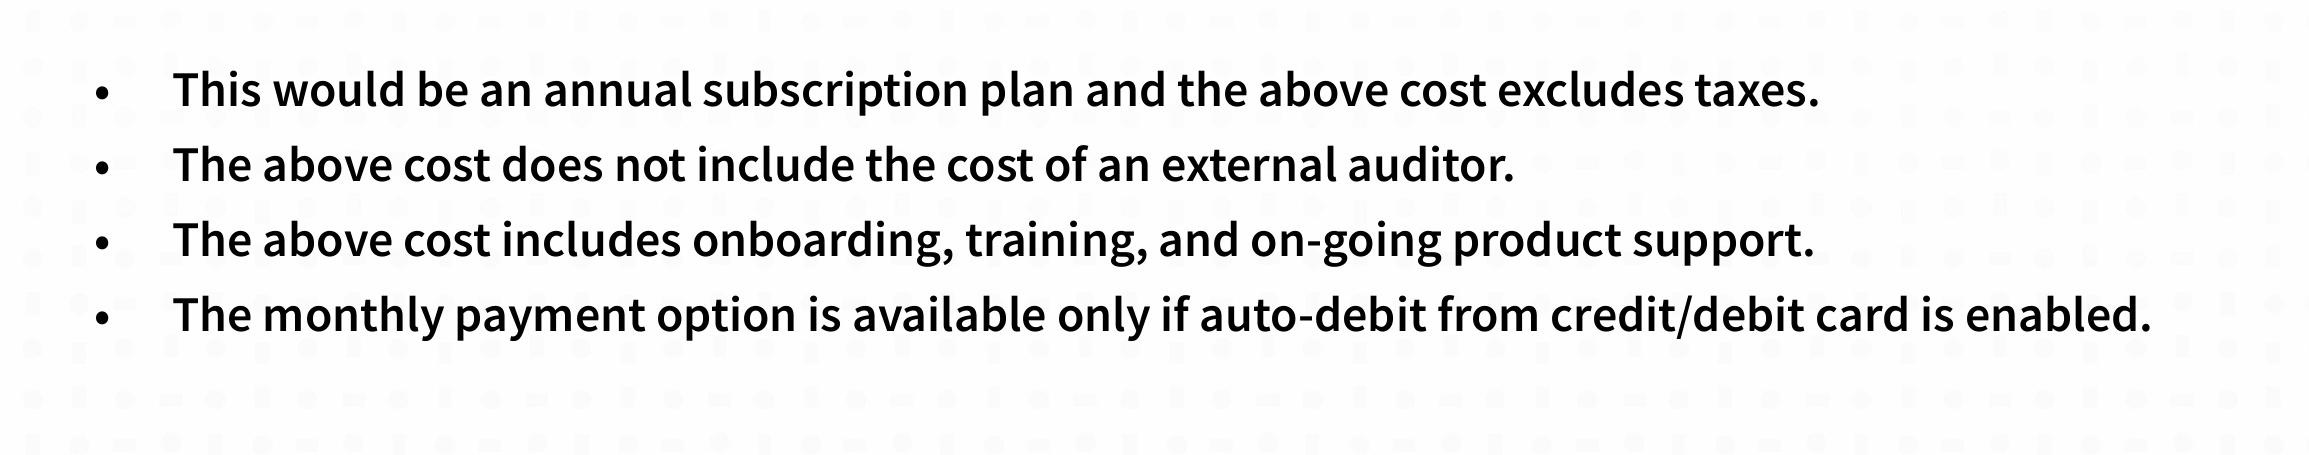 • This would be an annual subscription plan and the above cost excludes taxes.
• The above cost does not include the cost of an external auditor.
• The above cost includes onboarding, training, and on-going product support.
• The monthly payment option is available only if auto-debit from credit/debit card is enabled.